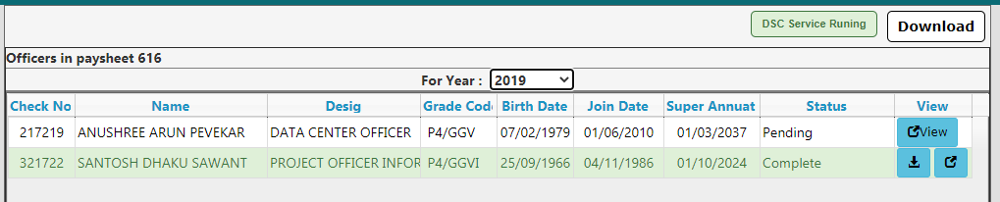 DSC Service Runing
Download
Officers in paysheet 616
For Year : 2019
Check No Name Desig Grade Cod Birth Date Join Date Super Annuat Status View
217219 ANUSHREE ARUN PEVEKAR DATA CENTER OFFICER P4/GGV 07/02/1979 01/06/2010 01/03/2037 Pending View
321722 SANTOSH DHAKU SAWANT PROJECT OFFICER INFOR P4/GGVI 25/09/1966 04/11/1986 01/10/2024 Complete